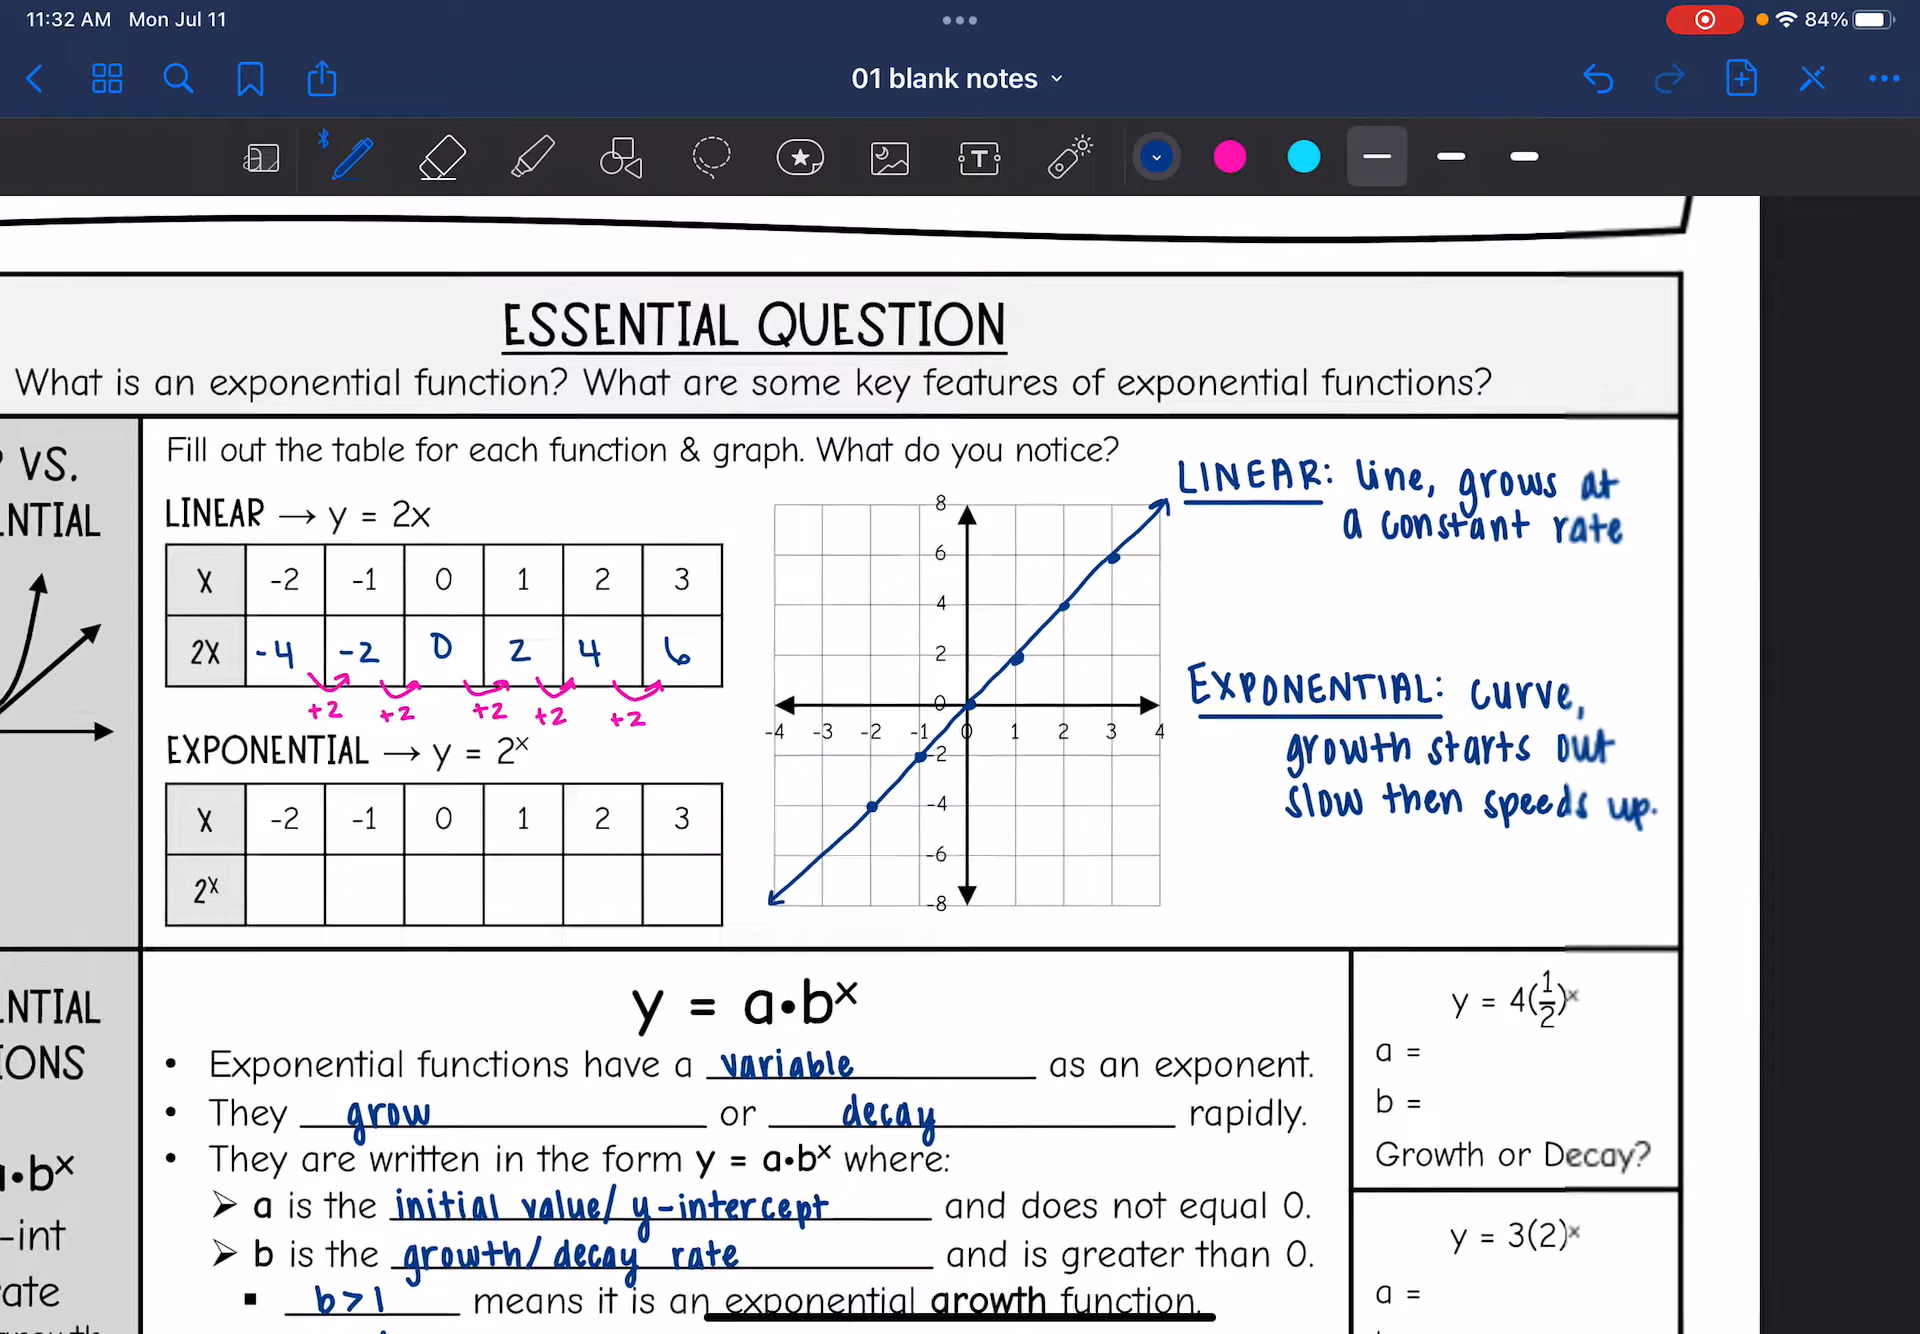 11:32 AM Mon Jul 11
84%
01 blank notes
T
ESSENTIAL QUESTION
What is an exponential function? What are some key features of exponential functions?
VS.
NTIAL
Fill out the table for each function & graph. What do you notice?
LINEAR → y = 2x
X -2 -1 0 1 2 3
2X -4 -2 0 2 4 6
+2 +2 +2 +2 +2
EXPONENTIAL → y = 2ˣ
X -2 -1 0 1 2 3
2ˣ
8
6
4
2
0
-4 -3 -2 -1 0 1 2 3 4
-2
-4
-6
-8
LINEAR: line, grows at
a constant rate
EXPONENTIAL: curve,
growth starts out
slow then speeds up.
NTIAL
IONS
•bˣ
-int
ate
y = a•bˣ
• Exponential functions have a variable as an exponent.
• They grow or decay rapidly.
• They are written in the form y = a•bˣ where:
➢ a is the initial value/ y-intercept and does not equal 0.
➢ b is the growth/decay rate and is greater than 0.
▪ b>1 means it is an exponential growth function.
y = 4(1/2)ˣ
a =
b =
Growth or Decay?
y = 3(2)ˣ
a =